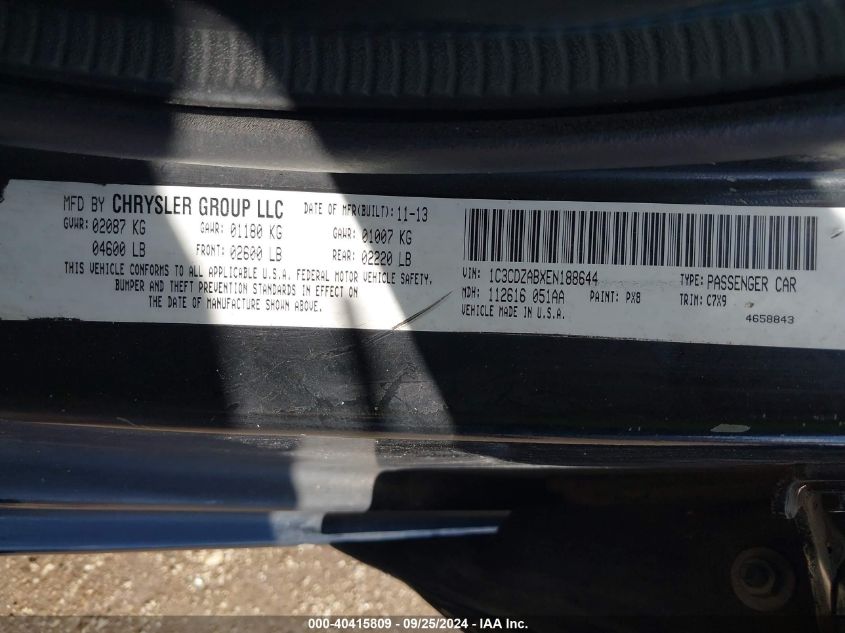 MFD BY CHRYSLER GROUP LLC DATE OF MFR(BUILT): 11-13
GVWR: 02087 KG GAWR: 01180 KG GAWR: 01007 KG
04600 LB FRONT: 02600 LB REAR: 02220 LB
THIS VEHICLE CONFORMS TO ALL APPLICABLE U.S.A. FEDERAL MOTOR VEHICLE SAFETY,
BUMPER AND THEFT PREVENTION STANDARDS IN EFFECT ON
THE DATE OF MANUFACTURE SHOWN ABOVE.
VIN: 1C3CDZABXEN188644 TYPE: PASSENGER CAR
MDH: 112616 051AA PAINT: PX8 TRIM: C7X9
VEHICLE MADE IN U.S.A. 4658843
000-40415809 - 09/25/2024 - IAA Inc.